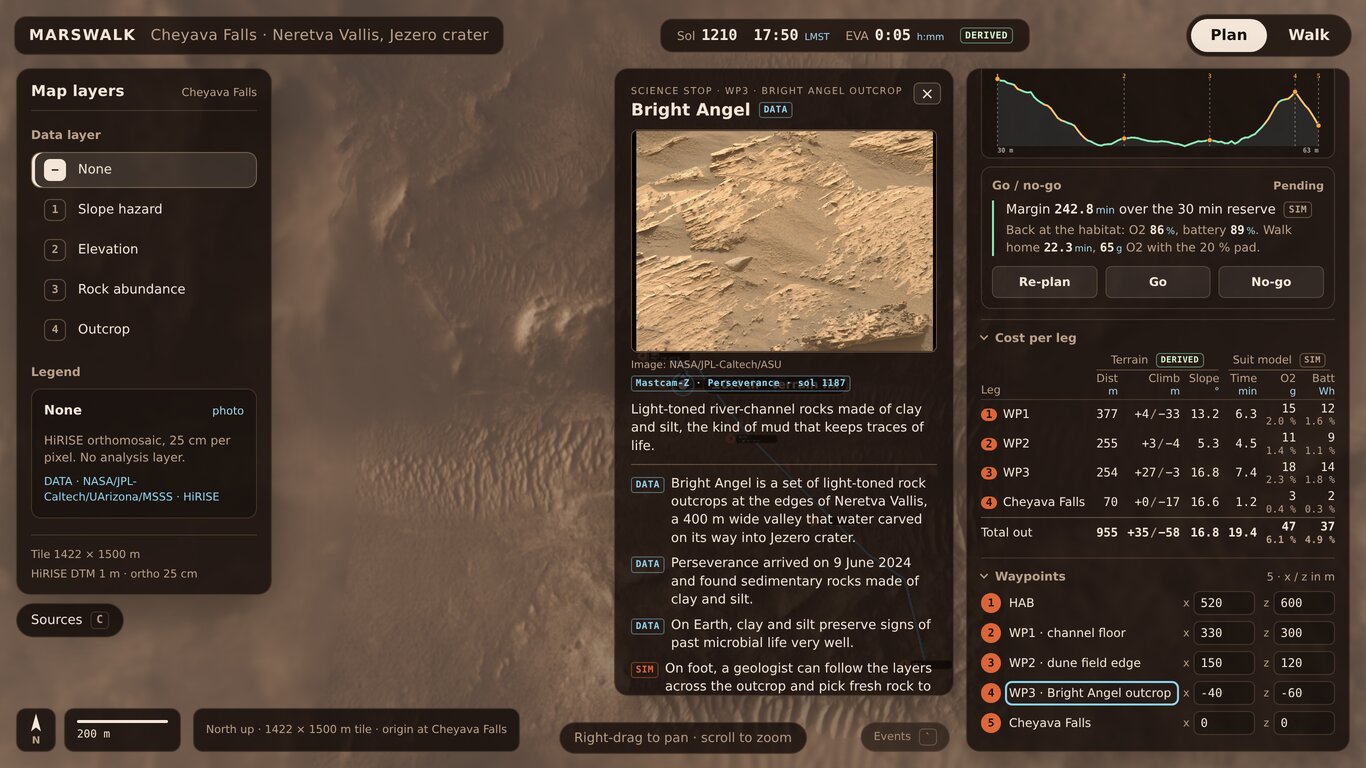 MARSWALK Cheyava Falls · Neretva Vallis, Jezero crater
Sol 1210 17:50 LMST EVA 0:05 h:mm DERIVED
Plan Walk
Map layers Cheyava Falls
Data layer
– None
1 Slope hazard
2 Elevation
3 Rock abundance
4 Outcrop
Legend
None photo
HiRISE orthomosaic, 25 cm per
pixel. No analysis layer.
DATA · NASA/JPL-
Caltech/UArizona/MSSS · HiRISE
Tile 1422 × 1500 m
HiRISE DTM 1 m · ortho 25 cm
Sources C
N
200 m
North up · 1422 × 1500 m tile · origin at Cheyava Falls
Right-drag to pan · scroll to zoom
Events `
SCIENCE STOP · WP3 · BRIGHT ANGEL OUTCROP
Bright Angel DATA
×
Image: NASA/JPL-Caltech/ASU
Mastcam-Z · Perseverance · sol 1187
Light-toned river-channel rocks made of clay
and silt, the kind of mud that keeps traces of
life.
DATA Bright Angel is a set of light-toned rock
outcrops at the edges of Neretva Vallis,
a 400 m wide valley that water carved
on its way into Jezero crater.
DATA Perseverance arrived on 9 June 2024
and found sedimentary rocks made of
clay and silt.
DATA On Earth, clay and silt preserve signs of
past microbial life very well.
SIM On foot, a geologist can follow the layers
across the outcrop and pick fresh rock to
1 2 3 4 5
30 m 63 m
Go / no-go Pending
Margin 242.8 min over the 30 min reserve SIM
Back at the habitat: O2 86 %, battery 89 %. Walk
home 22.3 min, 65 g O2 with the 20 % pad.
Re-plan Go No-go
Cost per leg
Terrain DERIVED Suit model SIM
Leg Dist m Climb m Slope ° Time min O2 g Batt Wh
1 WP1 377 +4/−33 13.2 6.3 15 2.0 % 12 1.6 %
2 WP2 255 +3/−4 5.3 4.5 11 1.4 % 9 1.1 %
3 WP3 254 +27/−3 16.8 7.4 18 2.3 % 14 1.8 %
4 Cheyava Falls 70 +0/−17 16.6 1.2 3 0.4 % 2 0.3 %
Total out 955 +35/−58 16.8 19.4 47 6.1 % 37 4.9 %
Waypoints 5 · x / z in m
1 HAB x 520 z 600
2 WP1 · channel floor x 330 z 300
3 WP2 · dune field edge x 150 z 120
4 WP3 · Bright Angel outcrop x -40 z -60
5 Cheyava Falls x 0 z 0